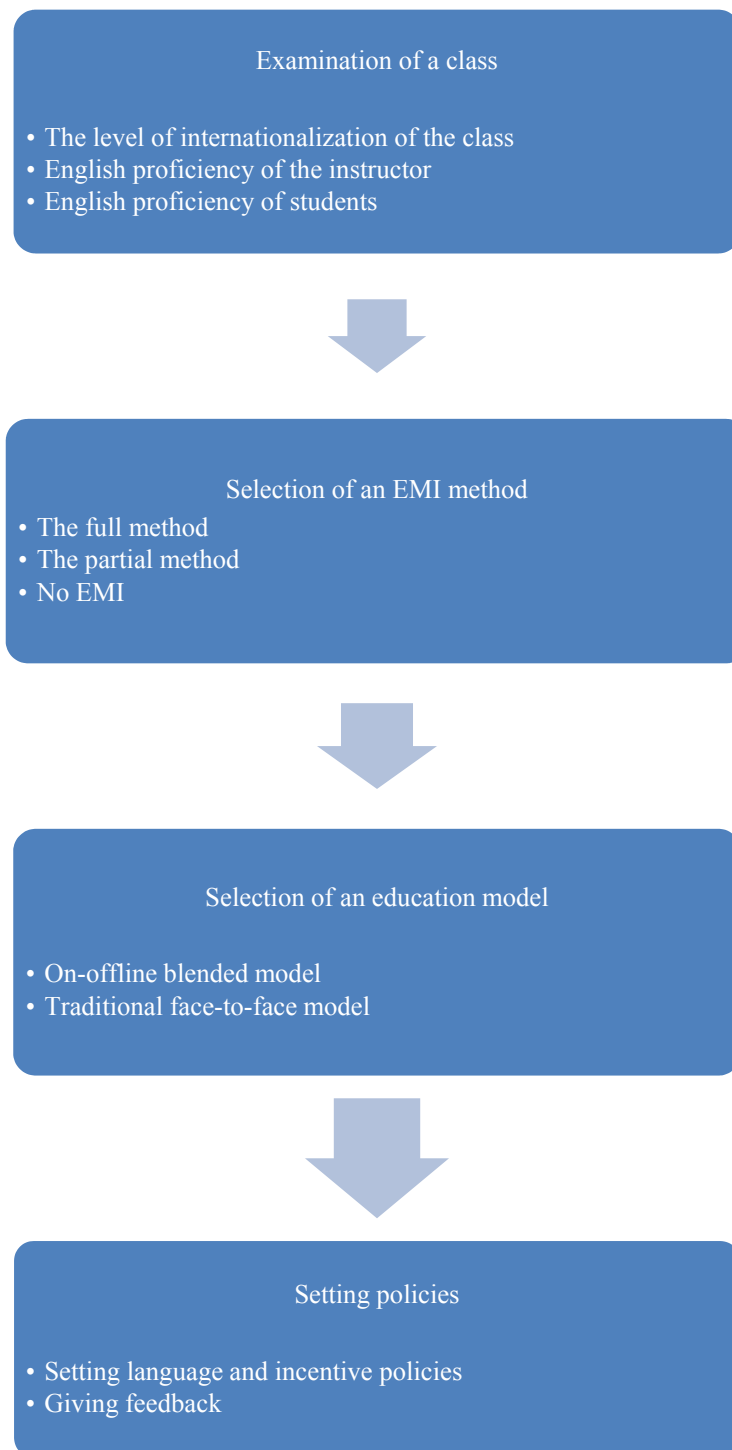 Examination of a class
• The level of internationalization of the class
• English proficiency of the instructor
• English proficiency of students
Selection of an EMI method
• The full method
• The partial method
• No EMI
Selection of an education model
• On-offline blended model
• Traditional face-to-face model
Setting policies
• Setting language and incentive policies
• Giving feedback